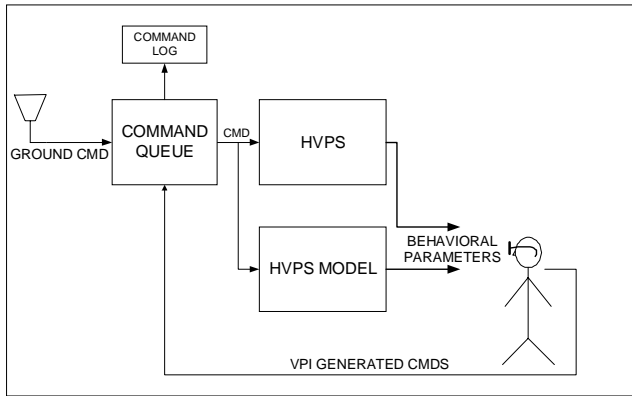 COMMAND
LOG
GROUND CMD
COMMAND
QUEUE
CMD
HVPS
HVPS MODEL
BEHAVIORAL
PARAMETERS
VPI GENERATED CMDS